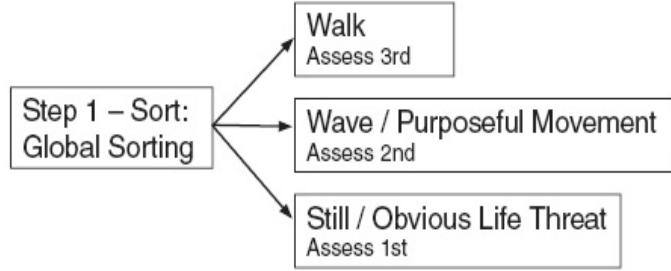 Step 1 – Sort:
Global Sorting
Walk
Assess 3rd
Wave / Purposeful Movement
Assess 2nd
Still / Obvious Life Threat
Assess 1st